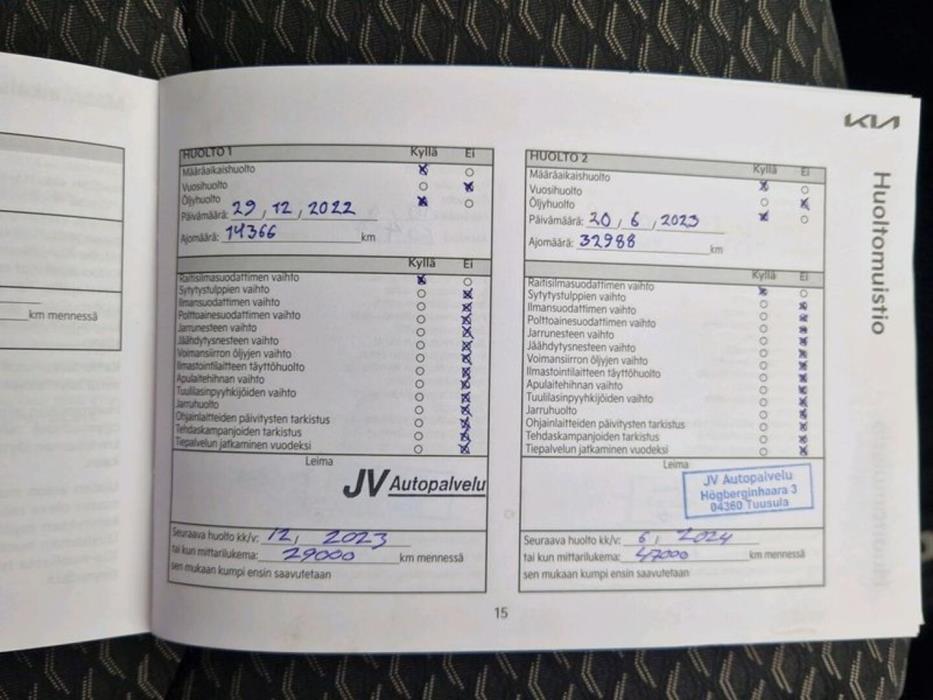 km mennessä
HUOLTO 1 Kyllä Ei
Määräaikaishuolto
Vuosihuolto
Öljyhuolto
Päivämäärä: 29, 12, 2022
Ajomäärä: 14366 km
Kyllä Ei
Raitisilmasuodattimen vaihto
Sytytystulppien vaihto
Ilmansuodattimen vaihto
Polttoainesuodattimen vaihto
Jarrunesteen vaihto
Jäähdytysnesteen vaihto
Voimansiirron öljyjen vaihto
Ilmastointilaitteen täyttöhuolto
Apulaitehihnan vaihto
Tuulilasinpyyhkijöiden vaihto
Jarruhuolto
Ohjainlaitteiden päivitysten tarkistus
Tehdaskampanjoiden tarkistus
Tiepalvelun jatkaminen vuodeksi
Leima
JV Autopalvelu
Seuraava huolto kk/v: 12, 2023
tai kun mittarilukema: 29000 km mennessä
sen mukaan kumpi ensin saavutetaan
HUOLTO 2 Kyllä Ei
Määräaikaishuolto
Vuosihuolto
Öljyhuolto
Päivämäärä: 20, 6, 2023
Ajomäärä: 32988 km
Kyllä Ei
Raitisilmasuodattimen vaihto
Sytytystulppien vaihto
Ilmansuodattimen vaihto
Polttoainesuodattimen vaihto
Jarrunesteen vaihto
Jäähdytysnesteen vaihto
Voimansiirron öljyjen vaihto
Ilmastointilaitteen täyttöhuolto
Apulaitehihnan vaihto
Tuulilasinpyyhkijöiden vaihto
Jarruhuolto
Ohjainlaitteiden päivitysten tarkistus
Tehdaskampanjoiden tarkistus
Tiepalvelun jatkaminen vuodeksi
Leima
JV Autopalvelu
Högberginhaara 3
04360 Tuusula
Seuraava huolto kk/v: 6, 2024
tai kun mittarilukema: 47000 km mennessä
sen mukaan kumpi ensin saavutetaan
15
KIA
Huoltomuistio